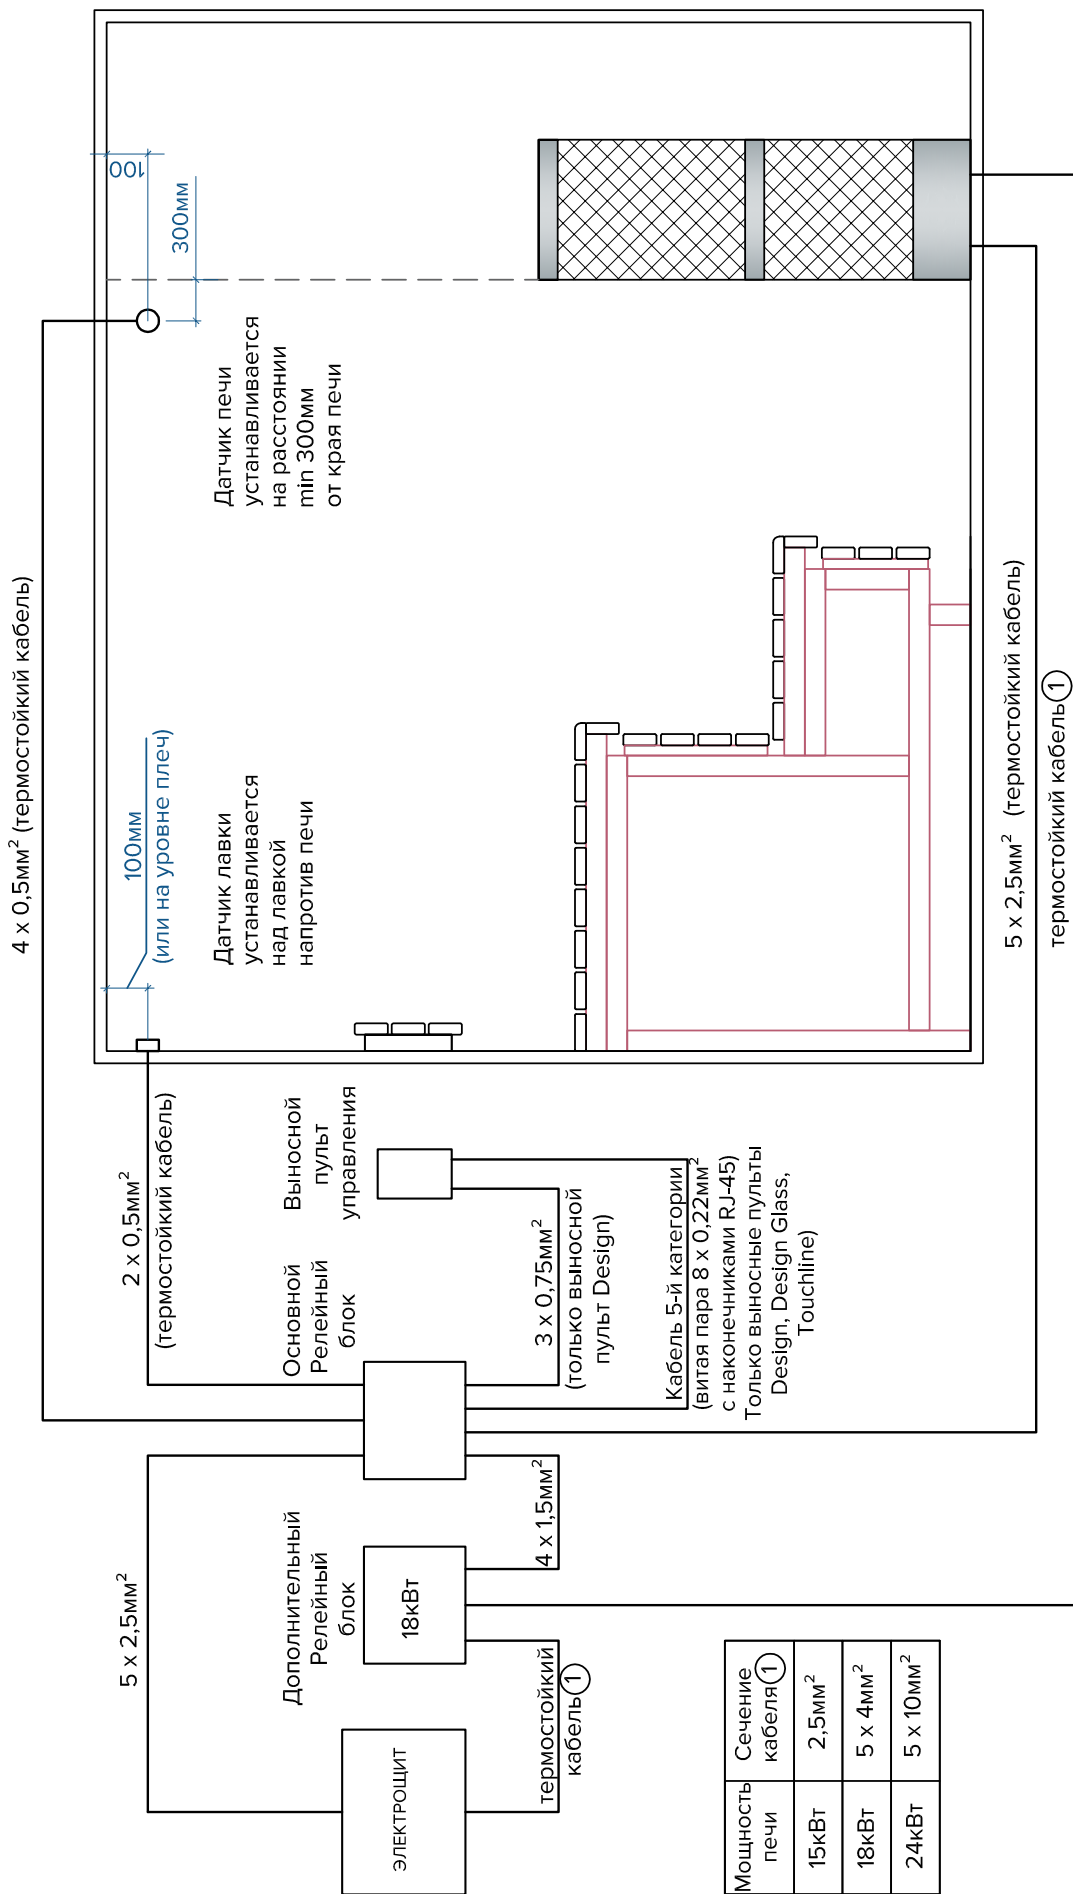 5 x 2,5мм²
4 x 0,5мм² (термостойкий кабель)
2 x 0,5мм²
(термостойкий кабель)
100мм
(или на уровне плеч)
100
300мм
Датчик лавки
устанавливается
над лавкой
напротив печи
Датчик печи
устанавливается
на расстоянии
min 300мм
от края печи
Дополнительный
Релейный
блок
Основной
Релейный
блок
Выносной
пульт
управления
ЭЛЕКТРОЩИТ
18кВт
термостойкий
кабель 1
4 x 1,5мм²
3 x 0,75мм²
(только выносной
пульт Design)
Кабель 5-й категории
(витая пара 8 x 0,22мм²
с наконечниками RJ-45)
Только выносные пульты
Design, Design Glass,
Touchline)
Мощность печи Сечение кабеля 1
15кВт 2,5мм²
18кВт 5 x 4мм²
24кВт 5 x 10мм²
5 x 2,5мм² (термостойкий кабель)
термостойкий кабель 1